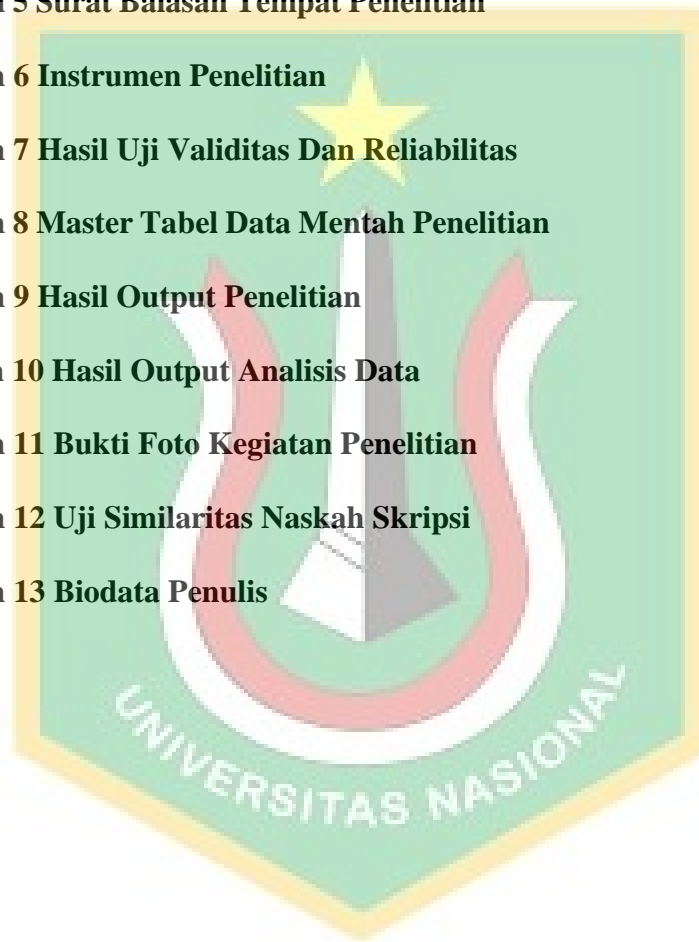 n 5 Surat Balasan Tempat Penelitian
n 6 Instrumen Penelitian
n 7 Hasil Uji Validitas Dan Reliabilitas
n 8 Master Tabel Data Mentah Penelitian
n 9 Hasil Output Penelitian
n 10 Hasil Output Analisis Data
n 11 Bukti Foto Kegiatan Penelitian
n 12 Uji Similaritas Naskah Skripsi
n 13 Biodata Penulis
UNIVERSITAS NASIONAL